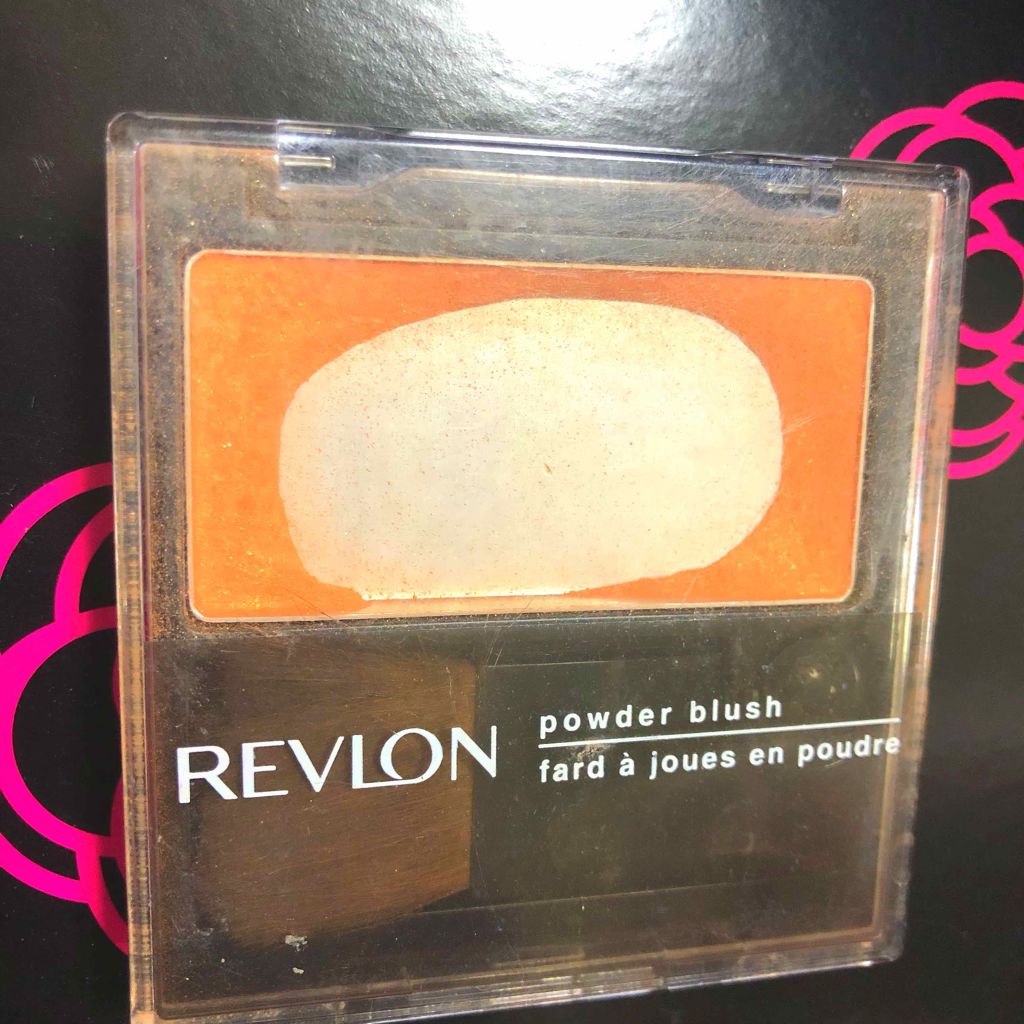 REVLON
powder blush
fard à joues en poudre